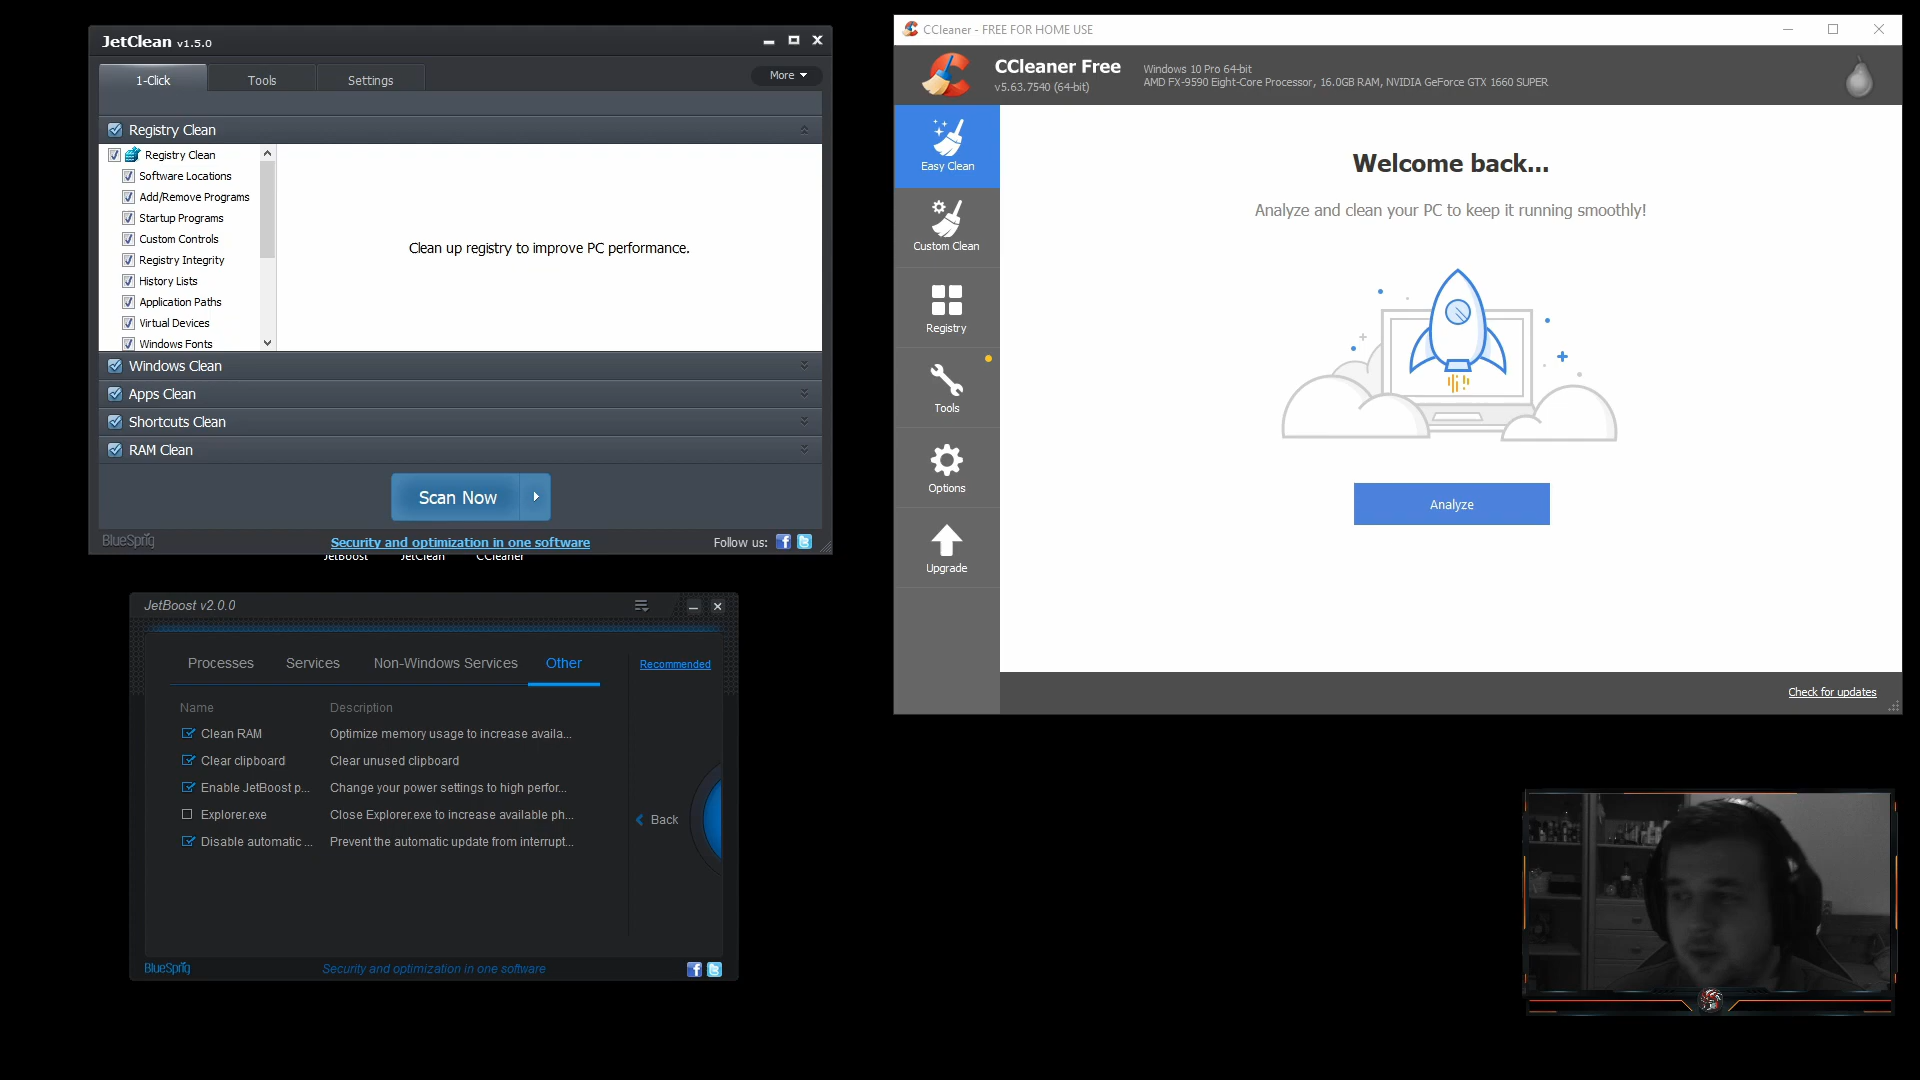 JetClean v1.5.0
1-Click
Tools
Settings
More
Registry Clean
Registry Clean
Software Locations
Add/Remove Programs
Startup Programs
Custom Controls
Registry Integrity
History Lists
Application Paths
Virtual Devices
Windows Fonts
Clean up registry to improve PC performance.
Windows Clean
Apps Clean
Shortcuts Clean
RAM Clean
Scan Now
BlueSprig
Security and optimization in one software
Follow us:
JetBoost
JetClean
CCleaner
JetBoost v2.0.0
Processes
Services
Non-Windows Services
Other
Recommended
Name
Description
Clean RAM
Optimize memory usage to increase availa...
Clear clipboard
Clear unused clipboard
Enable JetBoost p...
Change your power settings to high perfor...
Explorer.exe
Close Explorer.exe to increase available ph...
Disable automatic ...
Prevent the automatic update from interrupt...
Back
BlueSprig
Security and optimization in one software
CCleaner - FREE FOR HOME USE
CCleaner Free
v5.63.7540 (64-bit)
Windows 10 Pro 64-bit
AMD FX-9590 Eight-Core Processor, 16.0GB RAM, NVIDIA GeForce GTX 1660 SUPER
Easy Clean
Custom Clean
Registry
Tools
Options
Upgrade
Welcome back...
Analyze and clean your PC to keep it running smoothly!
Analyze
Check for updates